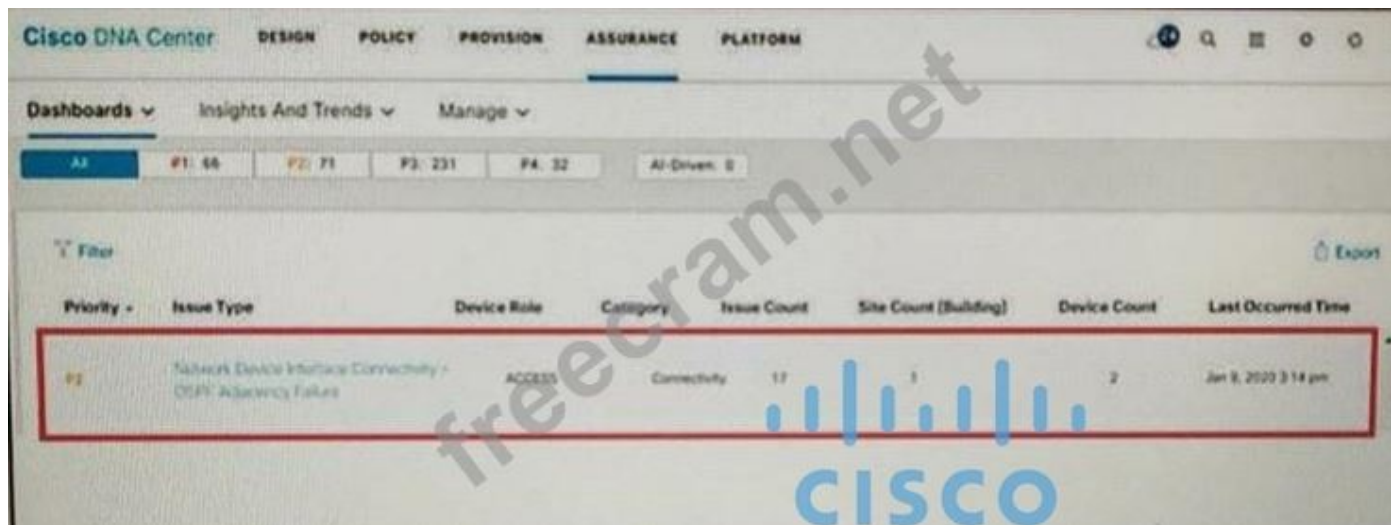 Cisco DNA Center DESIGN POLICY PROVISION ASSURANCE PLATFORM
Dashboards Insights And Trends Manage
All P1: 66 P2: 71 P3: 231 P4: 32 AI-Driven: 0
Filter Export
Priority Issue Type Device Role Category Issue Count Site Count (Building) Device Count Last Occurred Time
P2 Network Device Interface Connectivity - ACCESS Connectivity 17 1 2 Jan 9, 2020 3:14 pm
OSPF Adjacency Failure
freecram.net
CISCO